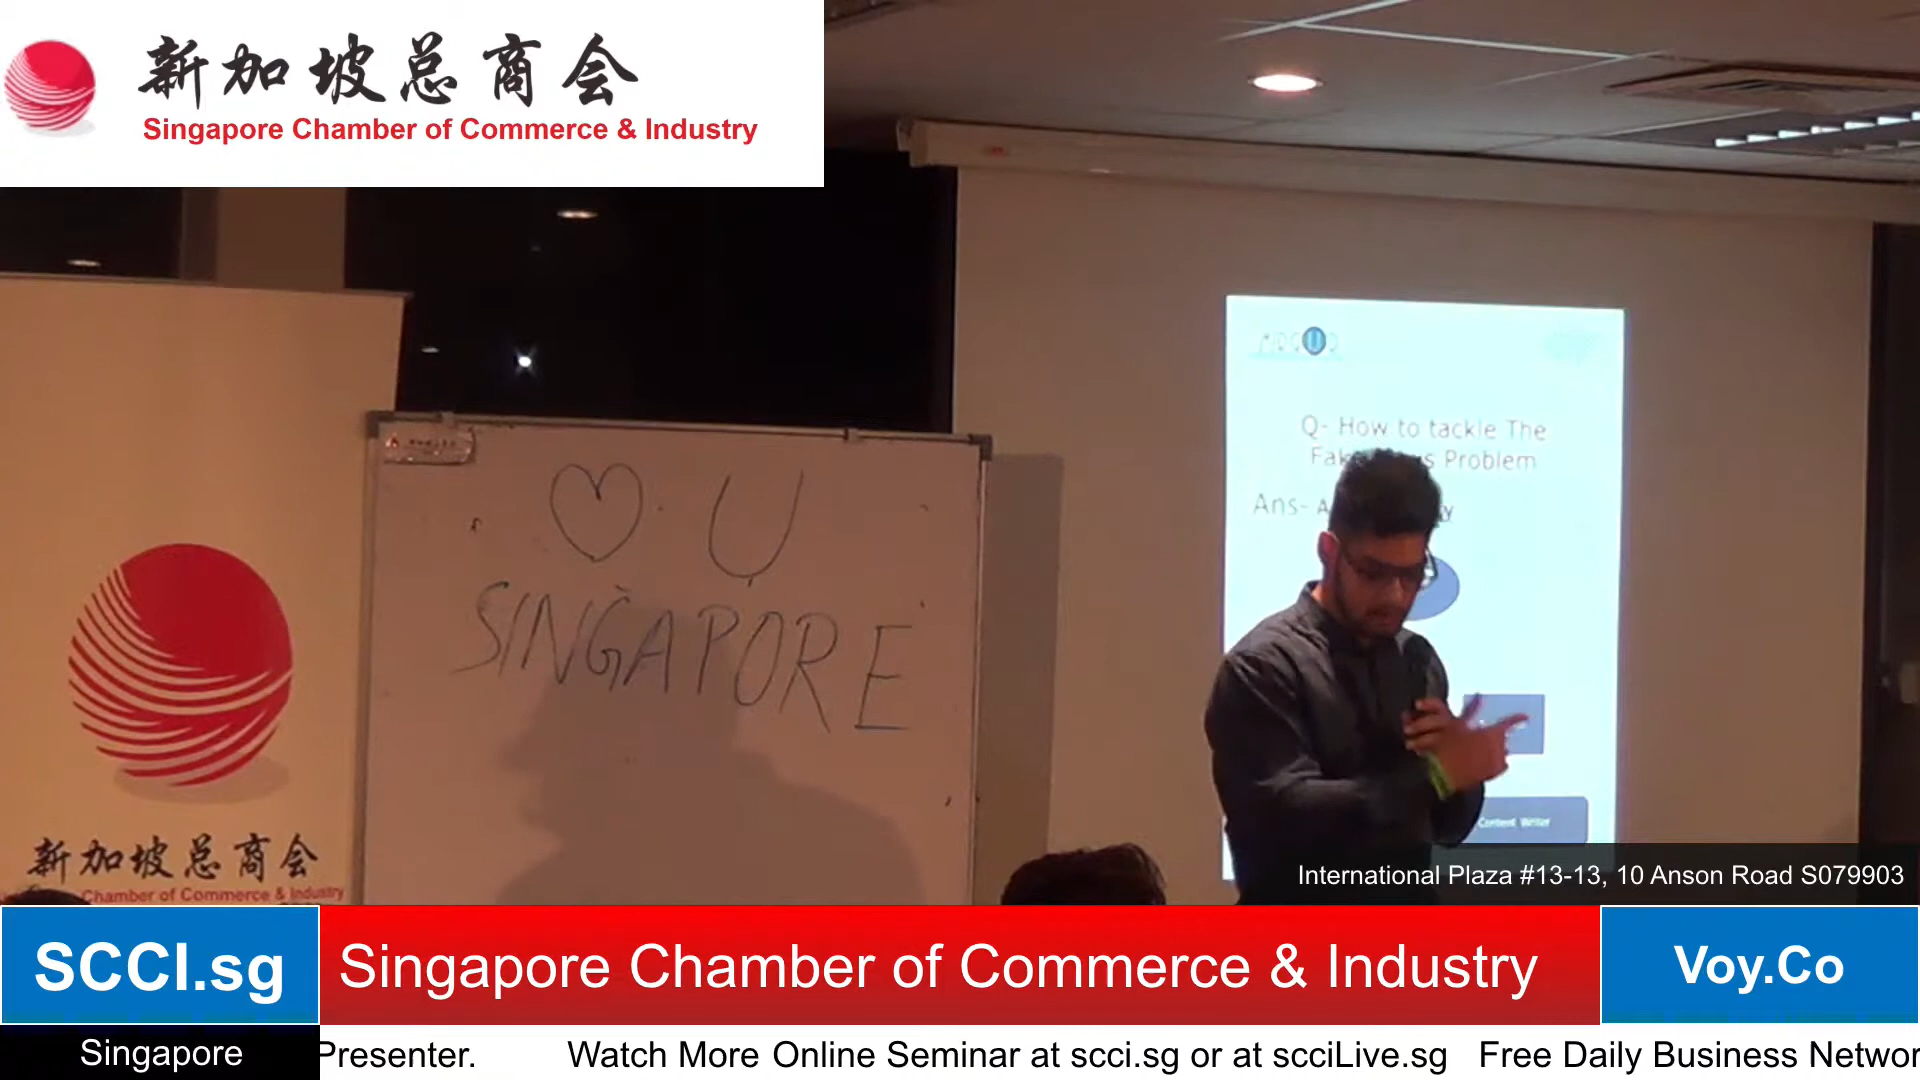 新加坡总商会
Singapore Chamber of Commerce & Industry
U
SINGAPORE
Q- How to tackle The
Problem
Ans-
Content Writer
新加坡总商会
Chamber of Commerce & Industry
International Plaza #13-13, 10 Anson Road S079903
SCCI.sg
Singapore Chamber of Commerce & Industry
Voy.Co
Singapore
Presenter. Watch More Online Seminar at scci.sg or at scciLive.sg Free Daily Business Networ